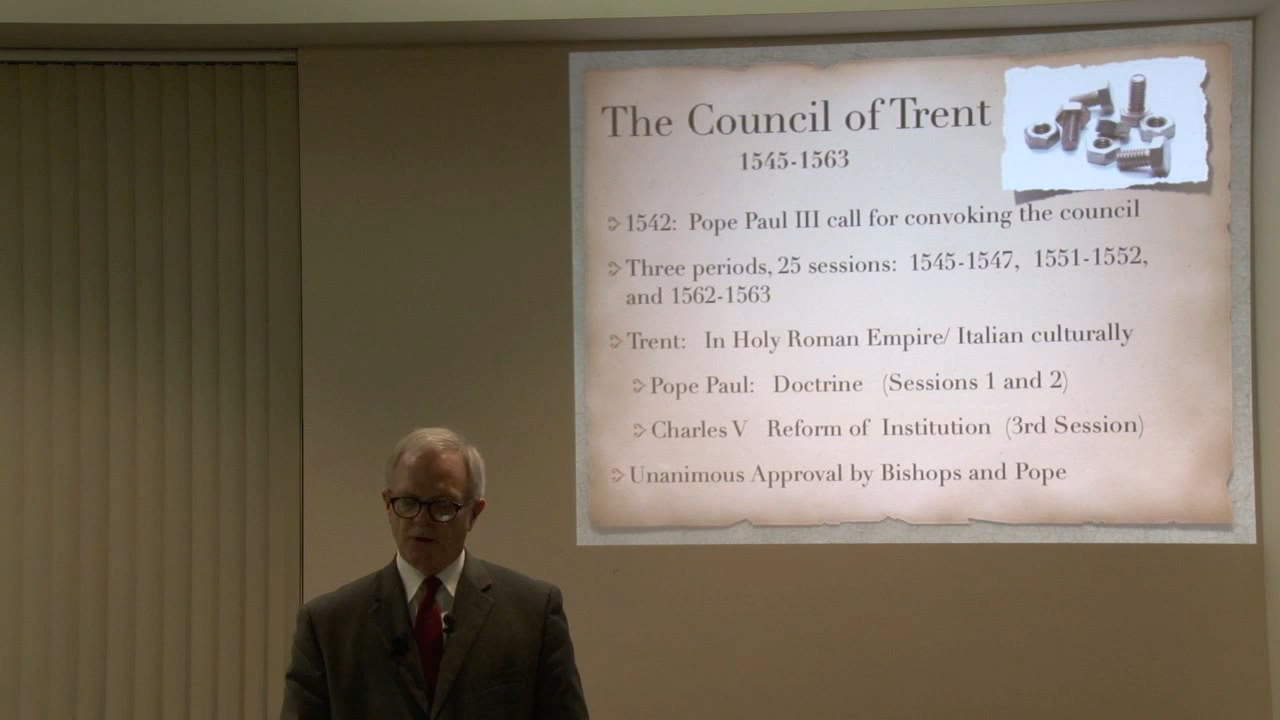 The Council of Trent
1545-1563
1542: Pope Paul III call for convoking the council
Three periods, 25 sessions: 1545-1547, 1551-1552,
and 1562-1563
Trent: In Holy Roman Empire/ Italian culturally
Pope Paul: Doctrine (Sessions 1 and 2)
Charles V Reform of Institution (3rd Session)
Unanimous Approval by Bishops and Pope